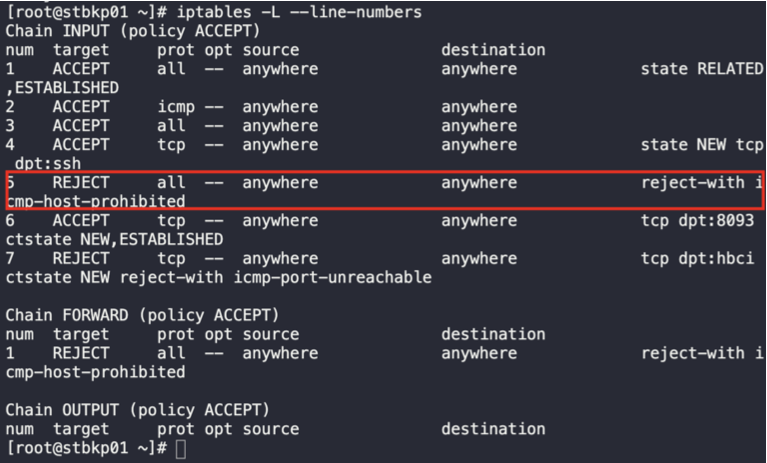 [root@stbkp01 ~]# iptables -L --line-numbers
Chain INPUT (policy ACCEPT)
num  target     prot opt source               destination
1    ACCEPT     all  --  anywhere             anywhere             state RELATED
,ESTABLISHED
2    ACCEPT     icmp --  anywhere             anywhere
3    ACCEPT     all  --  anywhere             anywhere
4    ACCEPT     tcp  --  anywhere             anywhere             state NEW tcp
 dpt:ssh
5    REJECT     all  --  anywhere             anywhere             reject-with i
cmp-host-prohibited
6    ACCEPT     tcp  --  anywhere             anywhere             tcp dpt:8093
ctstate NEW,ESTABLISHED
7    REJECT     tcp  --  anywhere             anywhere             tcp dpt:hbci
ctstate NEW reject-with icmp-port-unreachable
Chain FORWARD (policy ACCEPT)
num  target     prot opt source               destination
1    REJECT     all  --  anywhere             anywhere             reject-with i
cmp-host-prohibited
Chain OUTPUT (policy ACCEPT)
num  target     prot opt source               destination
[root@stbkp01 ~]#